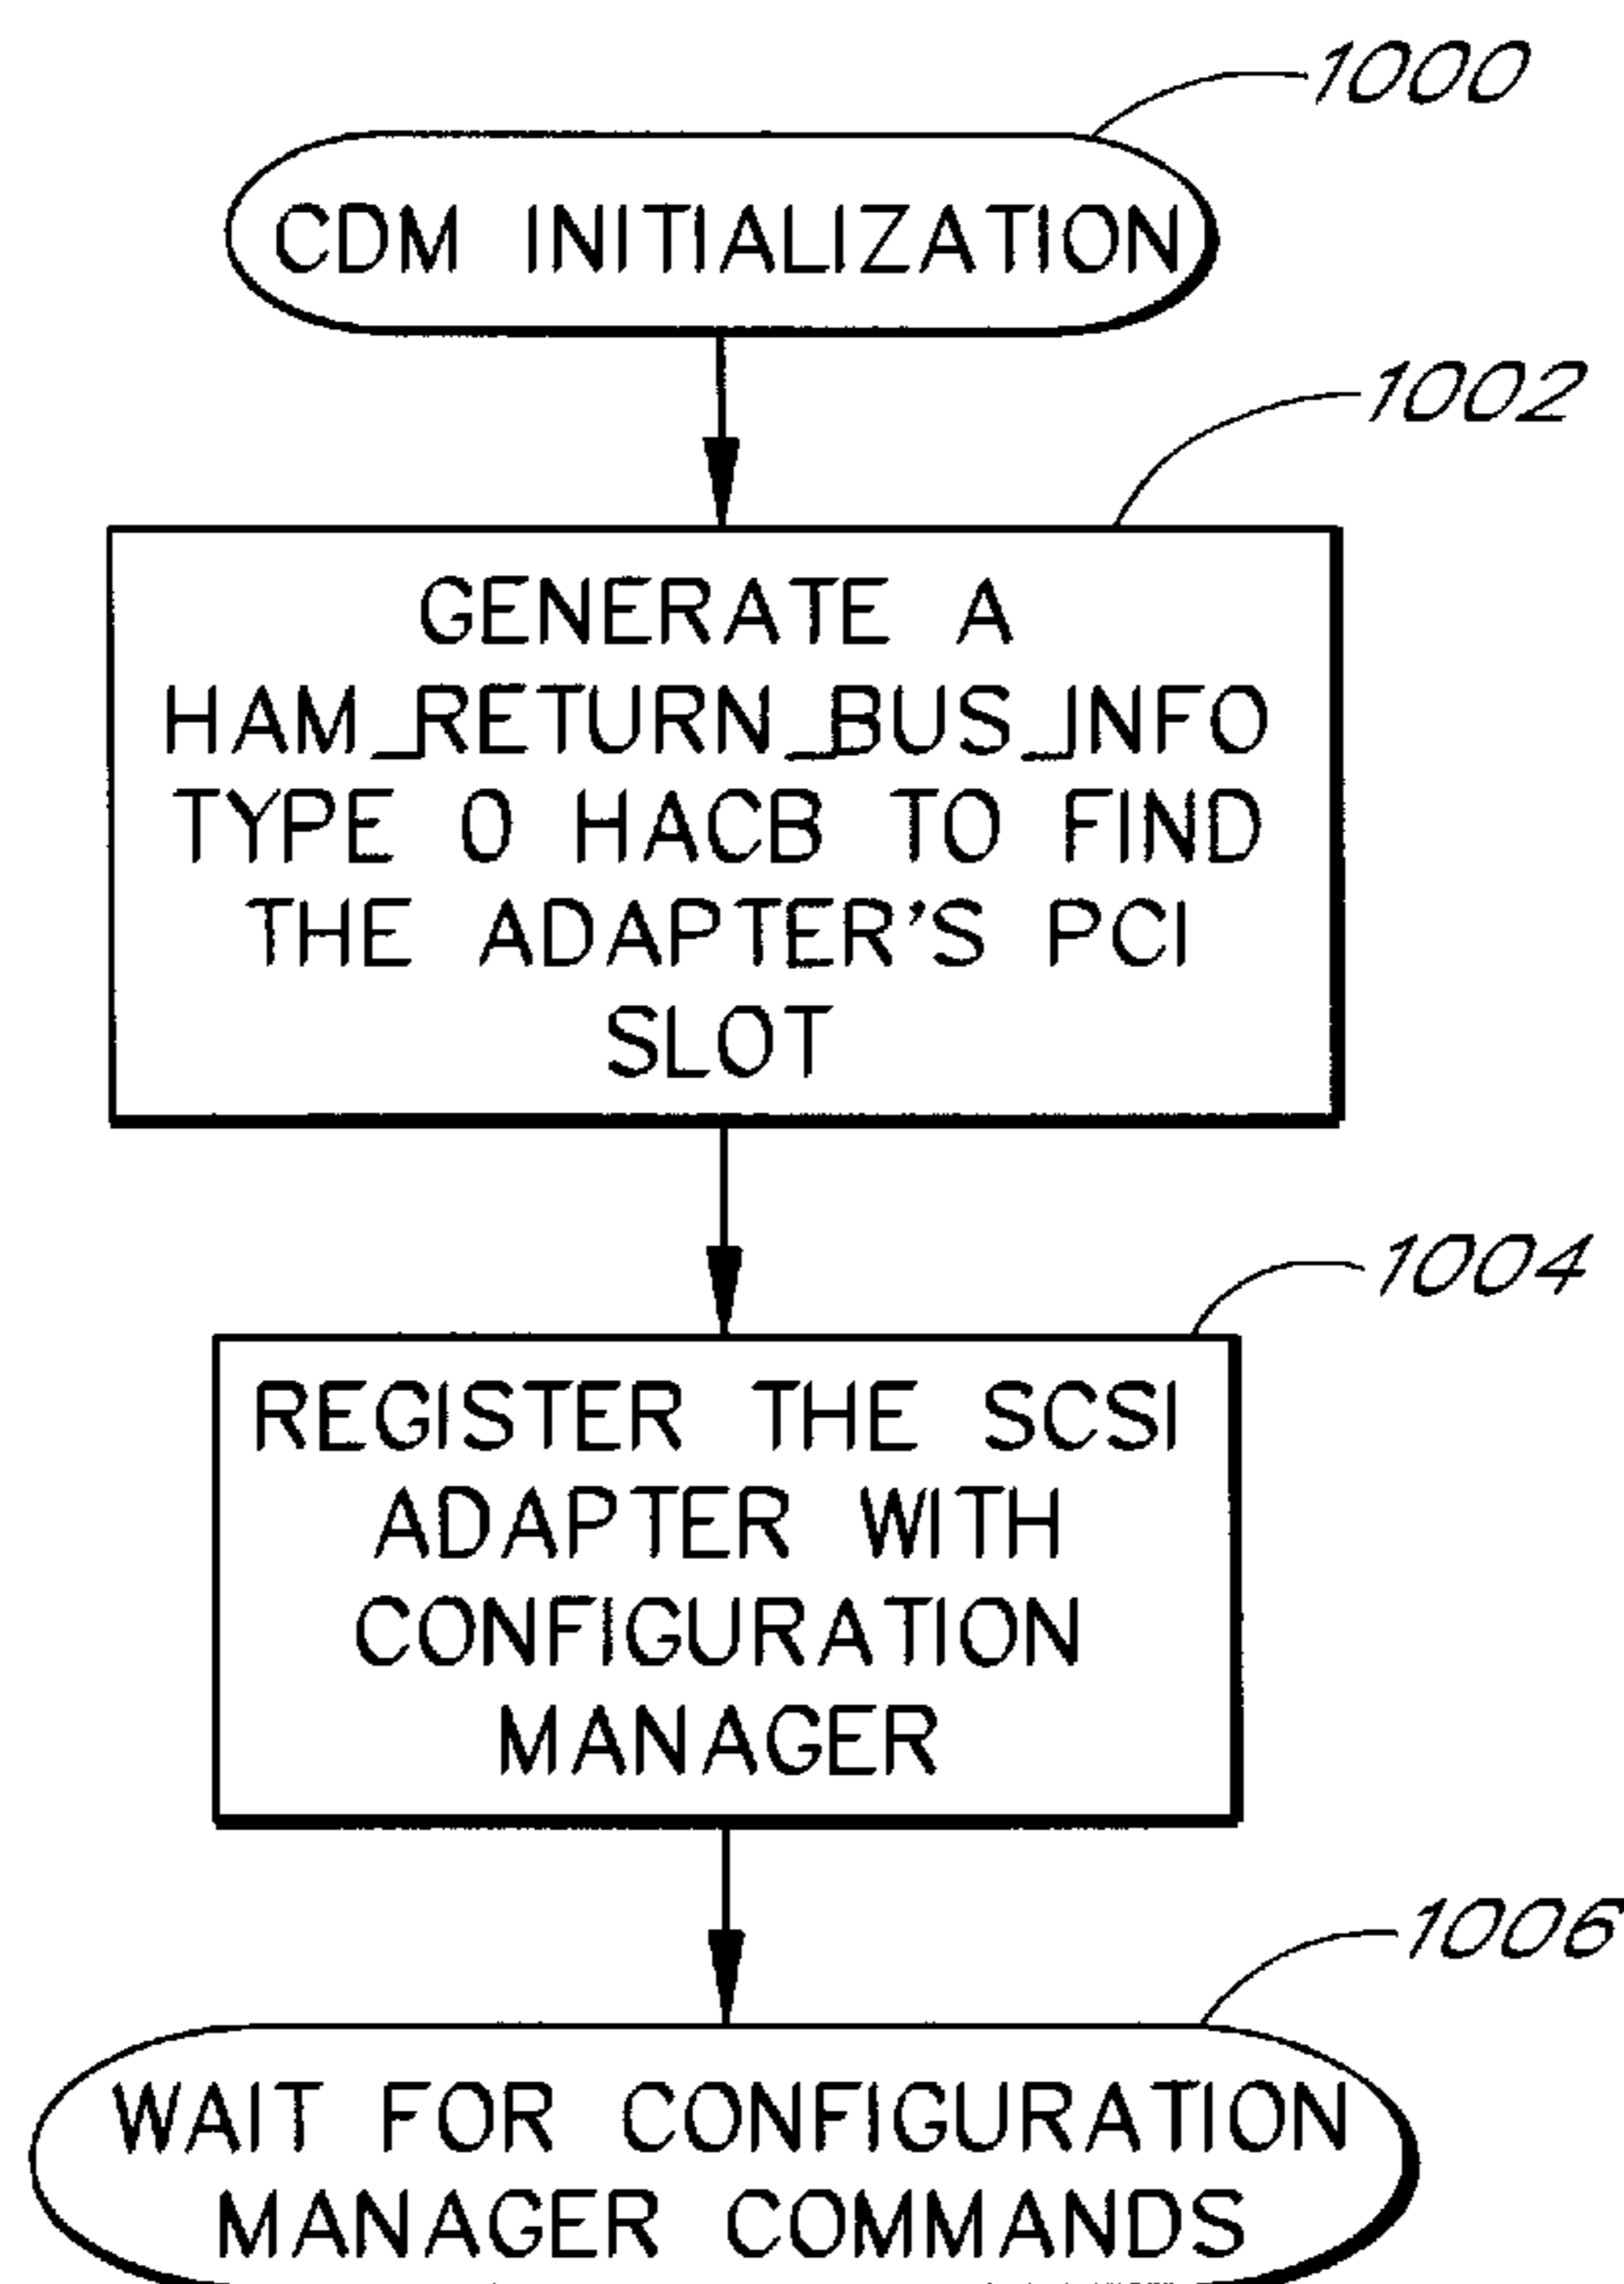 1000
CDM INITIALIZATION
1002
GENERATE A
HAM_RETURN_BUS_INFO
TYPE 0 HACB TO FIND
THE ADAPTER'S PCI
SLOT
1004
REGISTER THE SCSI
ADAPTER WITH
CONFIGURATION
MANAGER
1006
WAIT FOR CONFIGURATION
MANAGER COMMANDS